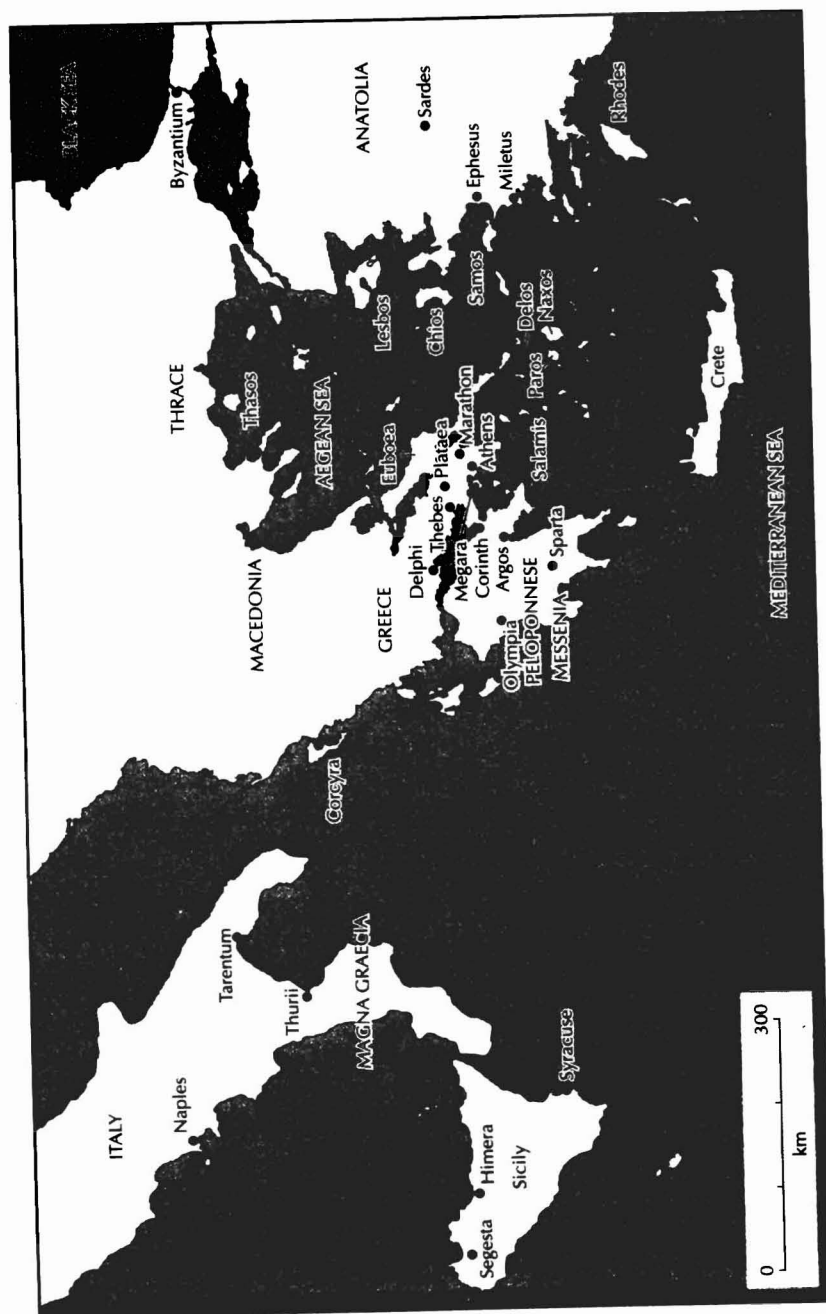 BLACK SEA
ITALY
THRACE
Byzantium
Naples
Tarentum
MACEDONIA
Thasos
Thurii
AEGEAN SEA
Corcyra
GREECE
ANATOLIA
MAGNA GRAECIA
Lesbos
Euboea
Delphi
Thebes
Plataea
Chios
Sardes
Megara
Marathon
Corinth
Athens
Samos
Ephesus
Segesta
Himera
Argos
Olympia
Miletus
Sicily
PELOPONNESE
Salamis
Paros
Delos
Naxos
Syracuse
MESSENIA
Sparta
Rhodes
Crete
MEDITERRANEAN SEA
0 300
km